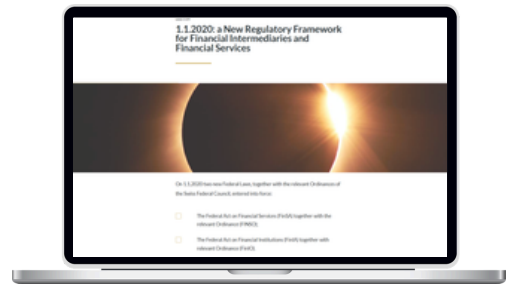 1.1.2020: a New Regulatory Framework
for Financial Intermediaries and
Financial Services
On 1.1.2020 two new Federal Laws, together with the relevant Ordinances of
the Swiss Federal Council, entered into force:
The Federal Act on Financial Services (FinSA) together with the
relevant Ordinance (FINSO);
The Federal Act on Financial Institutions (FinIA) together with
relevant Ordinance (FinIO).